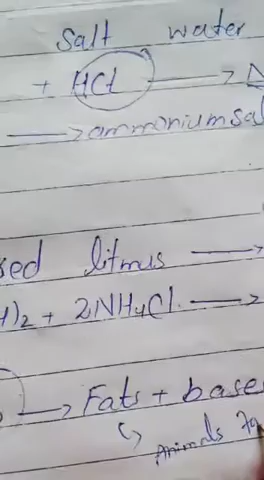 salt water
+ HCl ⟶
⟶ ammonium sal
sed litmus ⟶
H)₂ + 2NH₄Cl ⟶
⟶ Fats + base
↳ Animals